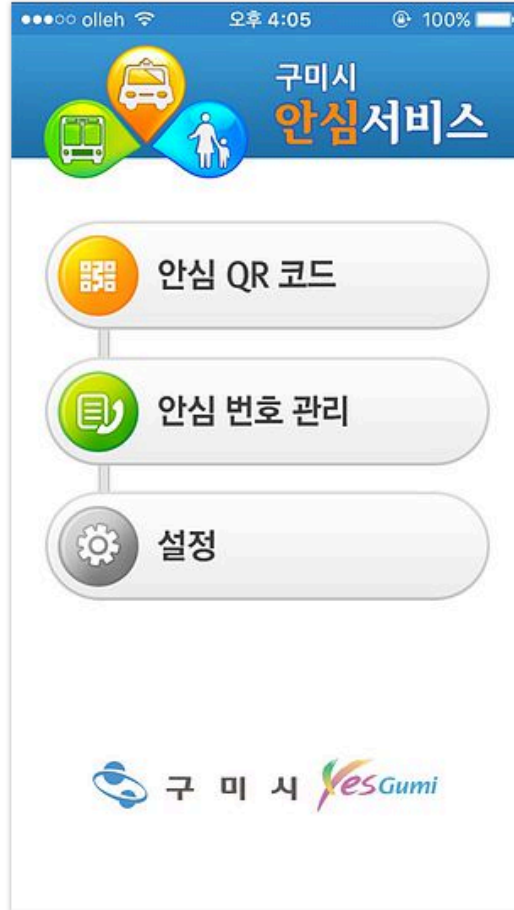 olleh 오후 4:05 100%
구미시
안심서비스
안심 QR 코드
안심 번호 관리
설정
구미시 Yes Gumi